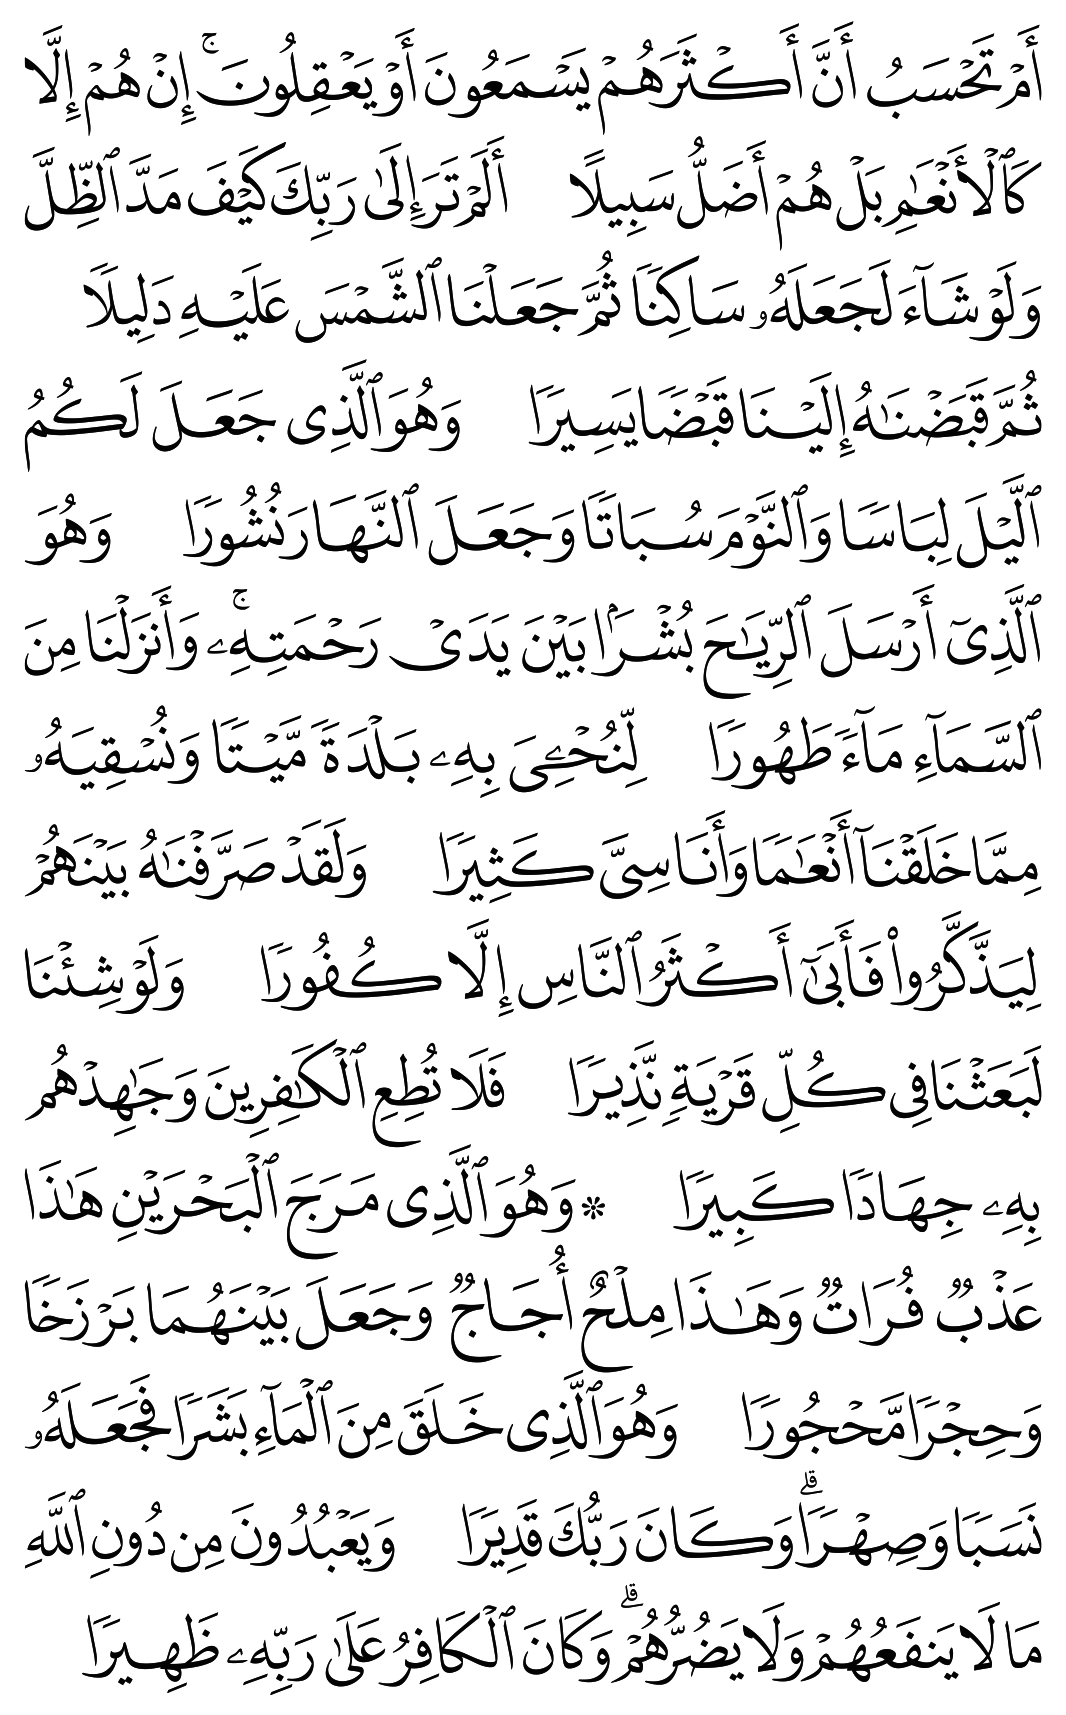 أَمۡ تَحۡسَبُ أَنَّ أَكۡثَرَهُمۡ يَسۡمَعُونَ أَوۡ يَعۡقِلُونَۚ إِنۡ هُمۡ إِلَّا
كَٱلۡأَنۡعَٰمِ بَلۡ هُمۡ أَضَلُّ سَبِيلًا أَلَمۡ تَرَ إِلَىٰ رَبِّكَ كَيۡفَ مَدَّ ٱلظِّلَّ
وَلَوۡ شَآءَ لَجَعَلَهُۥ سَاكِنٗا ثُمَّ جَعَلۡنَا ٱلشَّمۡسَ عَلَيۡهِ دَلِيلٗا
ثُمَّ قَبَضۡنَٰهُ إِلَيۡنَا قَبۡضٗا يَسِيرٗا وَهُوَ ٱلَّذِي جَعَلَ لَكُمُ
ٱلَّيۡلَ لِبَاسٗا وَٱلنَّوۡمَ سُبَاتٗا وَجَعَلَ ٱلنَّهَارَ نُشُورٗا وَهُوَ
ٱلَّذِيٓ أَرۡسَلَ ٱلرِّيَٰحَ بُشۡرَۢا بَيۡنَ يَدَيۡ رَحۡمَتِهِۦۚ وَأَنزَلۡنَا مِنَ
ٱلسَّمَآءِ مَآءٗ طَهُورٗا لِّنُحۡـِۧيَ بِهِۦ بَلۡدَةٗ مَّيۡتٗا وَنُسۡقِيَهُۥ
مِمَّا خَلَقۡنَآ أَنۡعَٰمٗا وَأَنَاسِيَّ كَثِيرٗا وَلَقَدۡ صَرَّفۡنَٰهُ بَيۡنَهُمۡ
لِيَذَّكَّرُواْ فَأَبَىٰٓ أَكۡثَرُ ٱلنَّاسِ إِلَّا كُفُورٗا وَلَوۡ شِئۡنَا
لَبَعَثۡنَا فِي كُلِّ قَرۡيَةٖ نَّذِيرٗا فَلَا تُطِعِ ٱلۡكَٰفِرِينَ وَجَٰهِدۡهُم
بِهِۦ جِهَادٗا كَبِيرٗا ۞ وَهُوَ ٱلَّذِي مَرَجَ ٱلۡبَحۡرَيۡنِ هَٰذَا
عَذۡبٞ فُرَاتٞ وَهَٰذَا مِلۡحٌ أُجَاجٞ وَجَعَلَ بَيۡنَهُمَا بَرۡزَخٗا
وَحِجۡرٗا مَّحۡجُورٗا وَهُوَ ٱلَّذِي خَلَقَ مِنَ ٱلۡمَآءِ بَشَرٗا فَجَعَلَهُۥ
نَسَبٗا وَصِهۡرٗاۗ وَكَانَ رَبُّكَ قَدِيرٗا وَيَعۡبُدُونَ مِن دُونِ ٱللَّهِ
مَا لَا يَنفَعُهُمۡ وَلَا يَضُرُّهُمۡۗ وَكَانَ ٱلۡكَافِرُ عَلَىٰ رَبِّهِۦ ظَهِيرٗا